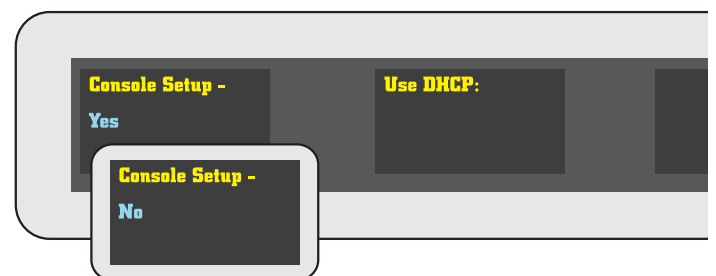 Console Setup -
Yes
Use DHCP:
Console Setup -
No